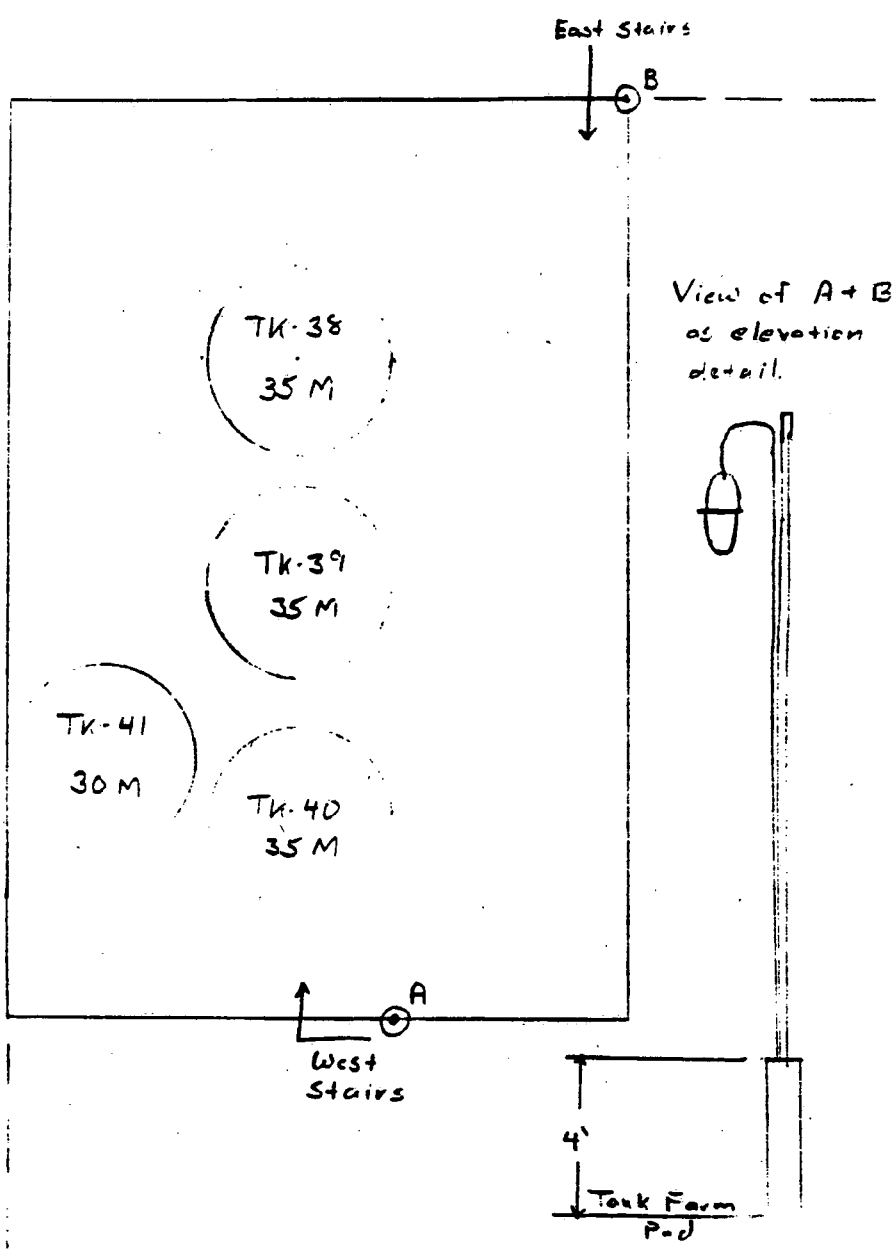 East Stairs
B
View of A + B
as elevation
detail.
TK-38
35 M
TK-39
35 M
TK-41
30 M
TK-40
35 M
A
West
Stairs
4'
Tank Farm
Pad